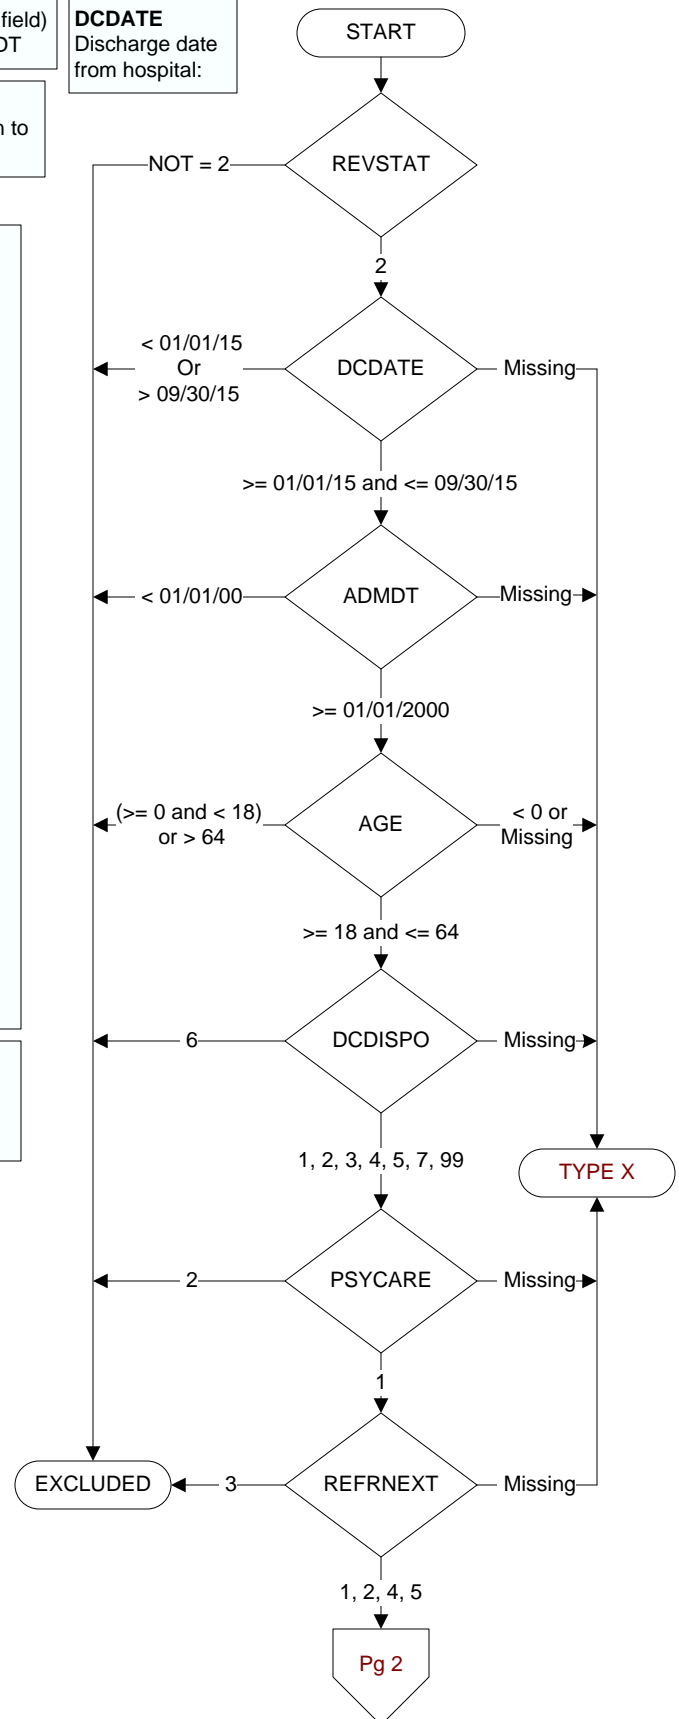 field)
DT
DCDATE
Discharge date
from hospital:
n to
START
REVSTAT
NOT = 2
2
DCDATE
< 01/01/15
Or
> 09/30/15
Missing
>= 01/01/15 and <= 09/30/15
ADMDT
< 01/01/00
Missing
>= 01/01/2000
AGE
(>= 0 and < 18)
or > 64
< 0 or
Missing
>= 18 and <= 64
DCDISPO
6
Missing
1, 2, 3, 4, 5, 7, 99
TYPE X
PSYCARE
2
Missing
1
REFRNEXT
3
EXCLUDED
Missing
1, 2, 4, 5
Pg 2